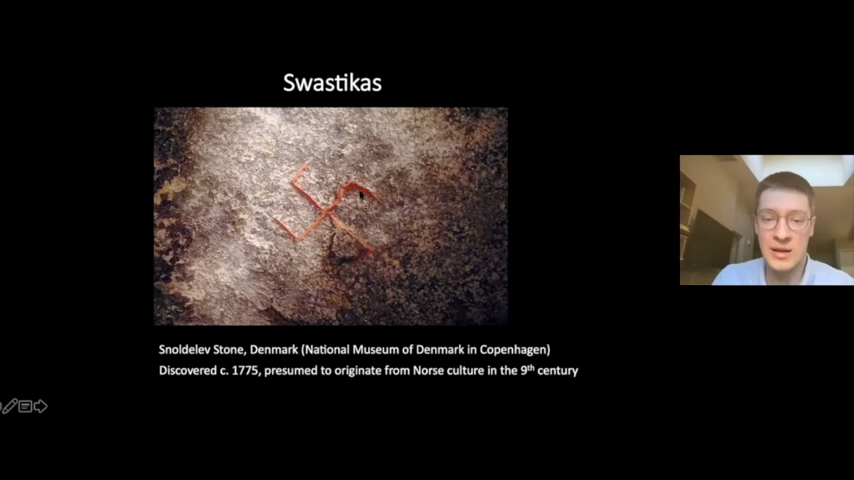 Swastikas
Snoldelev Stone, Denmark (National Museum of Denmark in Copenhagen)
Discovered c. 1775, presumed to originate from Norse culture in the 9th century